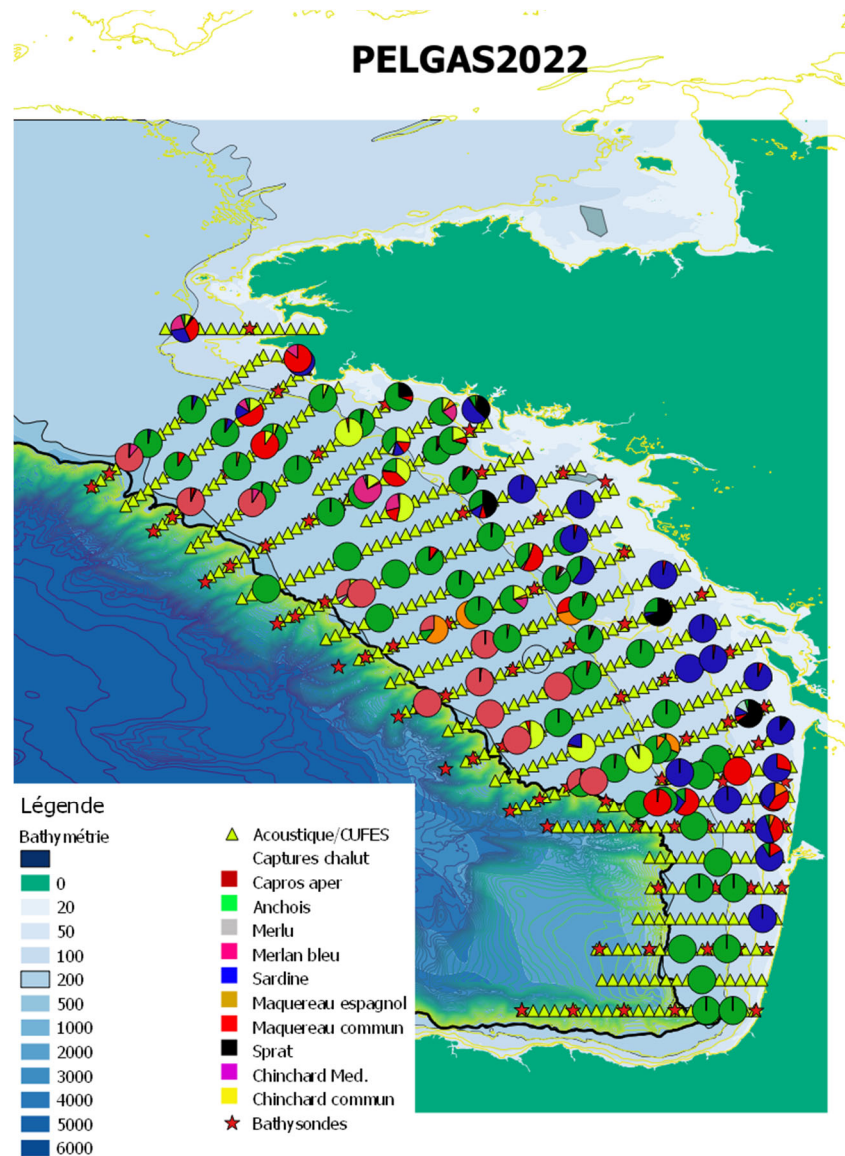 PELGAS2022
Légende
Bathymétrie
0
20
50
100
200
500
1000
2000
3000
4000
5000
6000
Acoustique/CUFES
Captures chalut
Capros aper
Anchois
Merlu
Merlan bleu
Sardine
Maquereau espagnol
Maquereau commun
Sprat
Chinchard Med.
Chinchard commun
Bathysondes